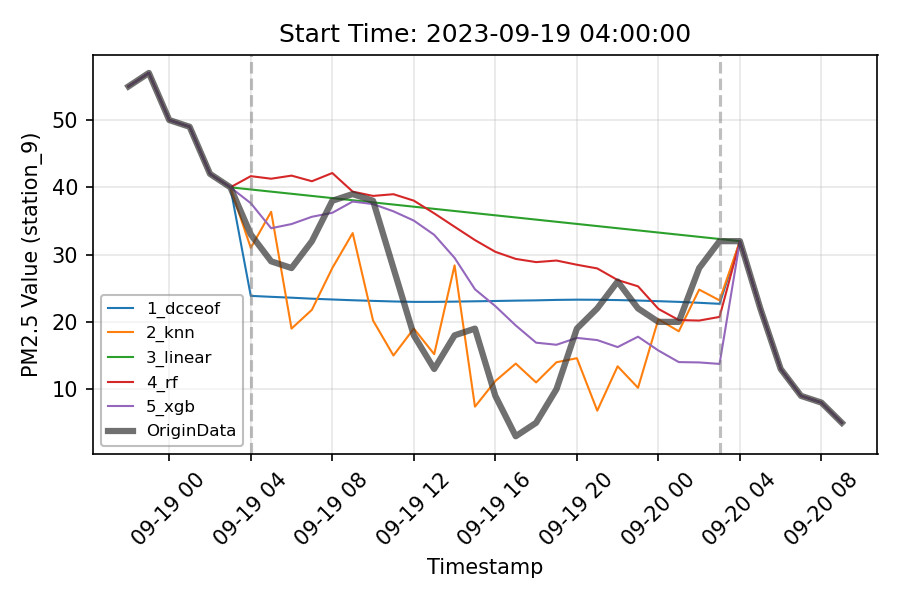 Start Time: 2023-09-19 04:00:00
PM2.5 Value (station_9)
50
40
30
20
10
1_dcceof
2_knn
3_linear
4_rf
5_xgb
OriginData
09-19 00
09-19 04
09-19 08
09-19 12
09-19 16
09-19 20
09-20 00
09-20 04
09-20 08
Timestamp